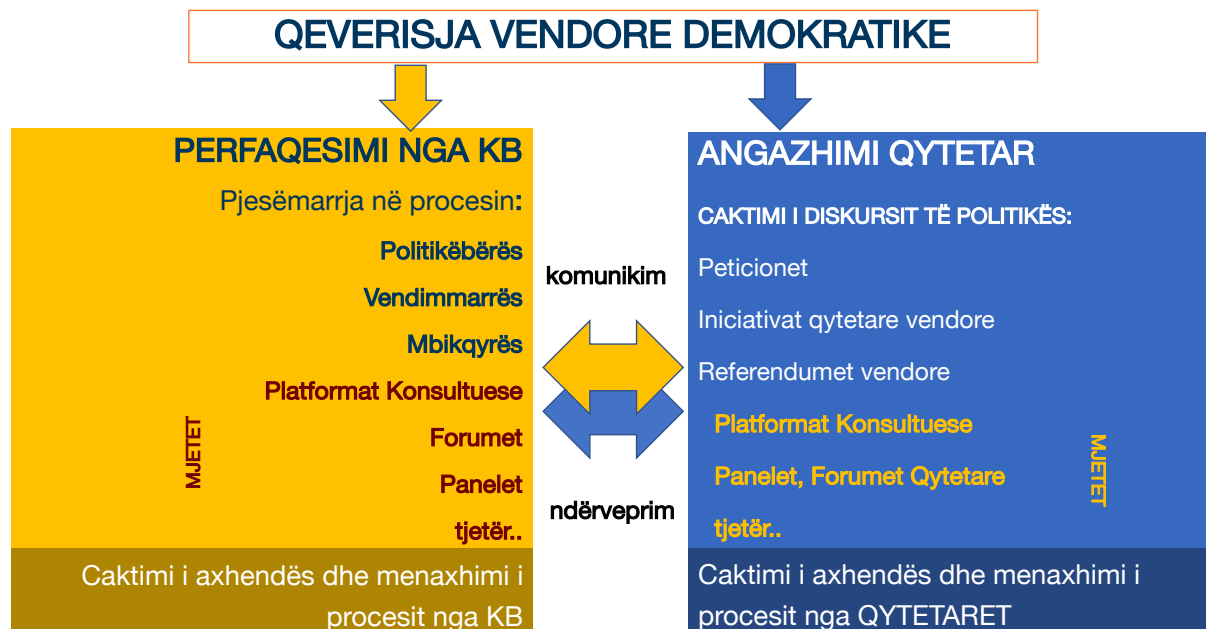 QEVERISJA VENDORE DEMOKRATIKE
PERFAQESIMI NGA KB
Pjesëmarrja në procesin:
Politikëbërës
Vendimmarrës
Mbikqyrës
Platformat Konsultuese
Forumet
Panelet
tjetër..
MJETET
Caktimi i axhendës dhe menaxhimi i
procesit nga KB
komunikim
ndërveprim
ANGAZHIMI QYTETAR
CAKTIMI I DISKURSIT TË POLITIKËS:
Peticionet
Iniciativat qytetare vendore
Referendumet vendore
Platformat Konsultuese
Panelet, Forumet Qytetare
tjetër..
MJETET
Caktimi i axhendës dhe menaxhimi i
procesit nga QYTETARET